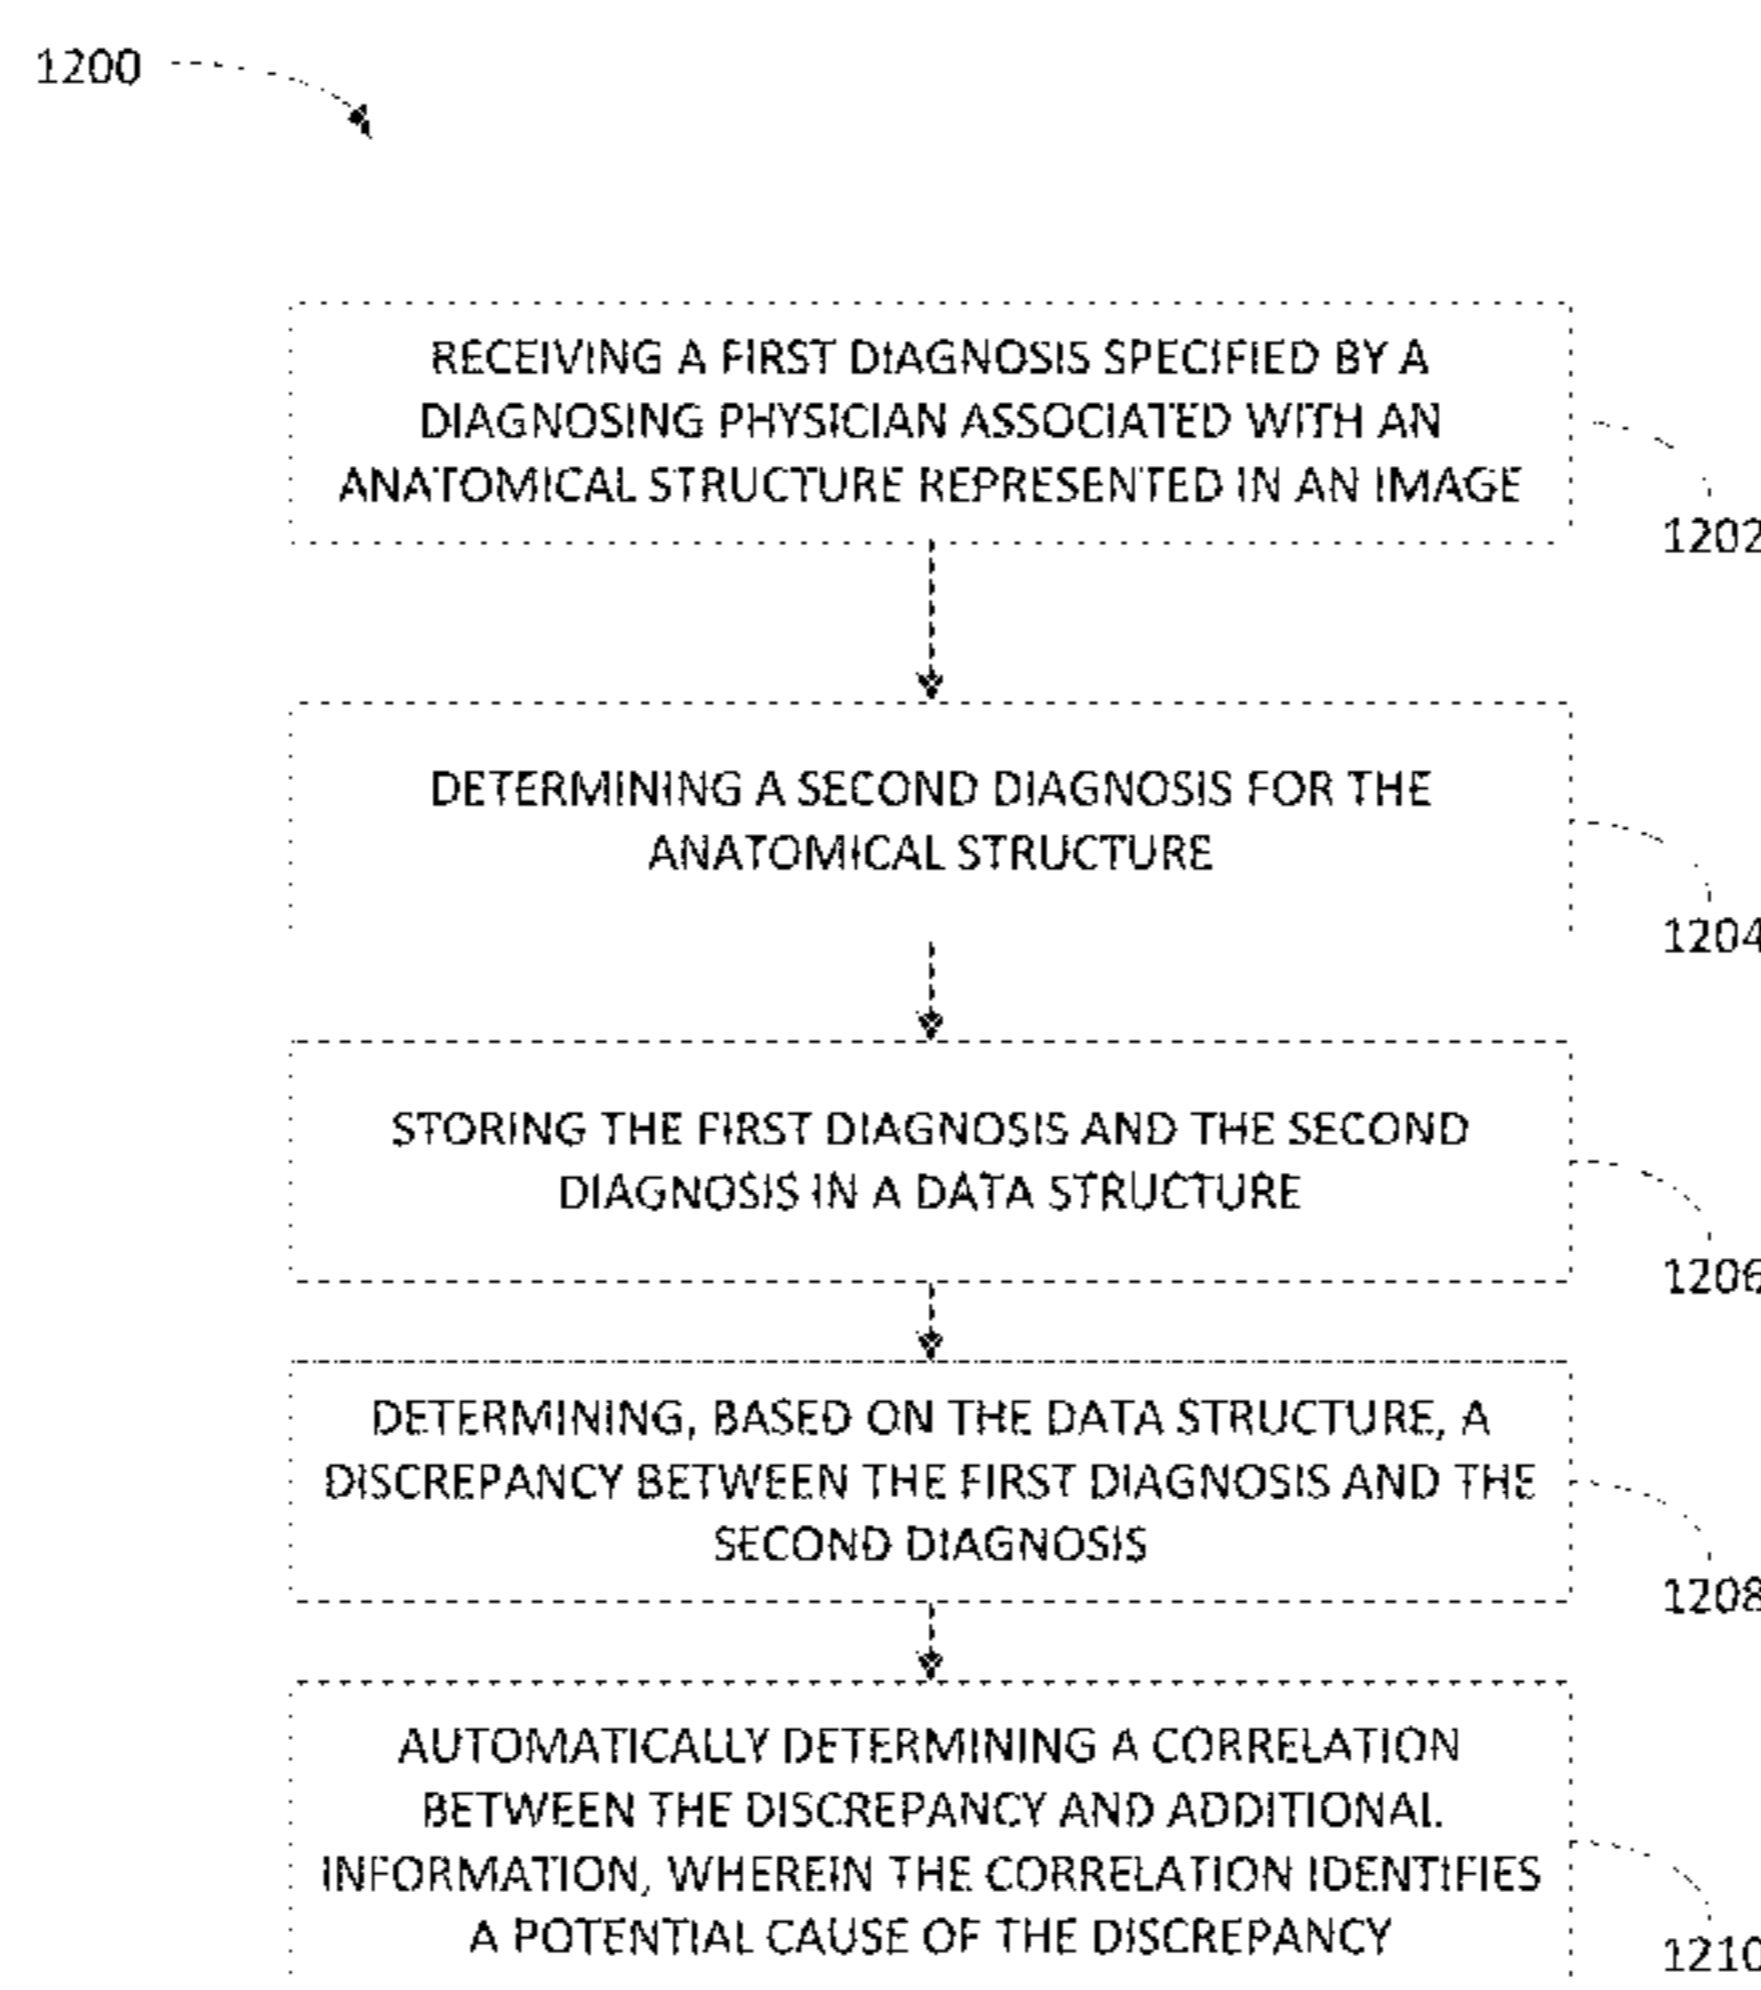 1200
RECEIVING A FIRST DIAGNOSIS SPECIFIED BY A
DIAGNOSING PHYSICIAN ASSOCIATED WITH AN
ANATOMICAL STRUCTURE REPRESENTED IN AN IMAGE
1202
DETERMINING A SECOND DIAGNOSIS FOR THE
ANATOMICAL STRUCTURE
1204
STORING THE FIRST DIAGNOSIS AND THE SECOND
DIAGNOSIS IN A DATA STRUCTURE
1206
DETERMINING, BASED ON THE DATA STRUCTURE, A
DISCREPANCY BETWEEN THE FIRST DIAGNOSIS AND THE
SECOND DIAGNOSIS
1208
AUTOMATICALLY DETERMINING A CORRELATION
BETWEEN THE DISCREPANCY AND ADDITIONAL
INFORMATION, WHEREIN THE CORRELATION IDENTIFIES
A POTENTIAL CAUSE OF THE DISCREPANCY
1210